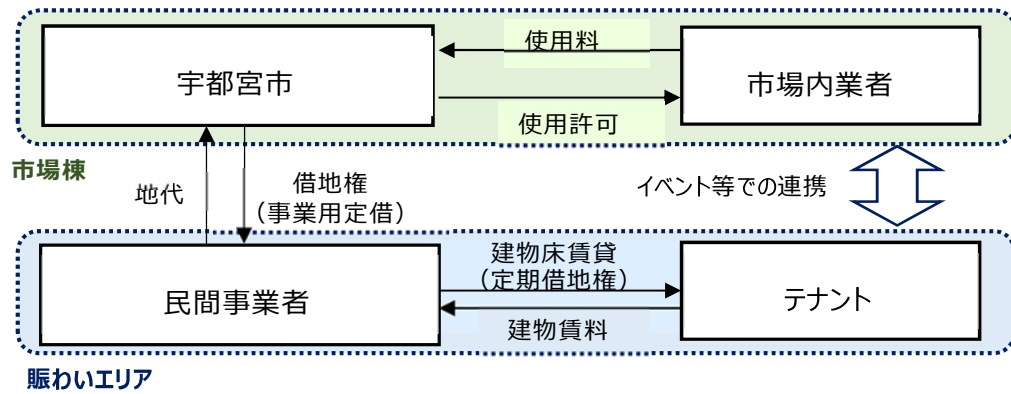 使用料
宇都宮市
市場内業者
使用許可
市場棟
地代
借地権
（事業用定借）
イベント等での連携
建物床賃貸
（定期借地権）
民間事業者
テナント
建物賃料
賑わいエリア